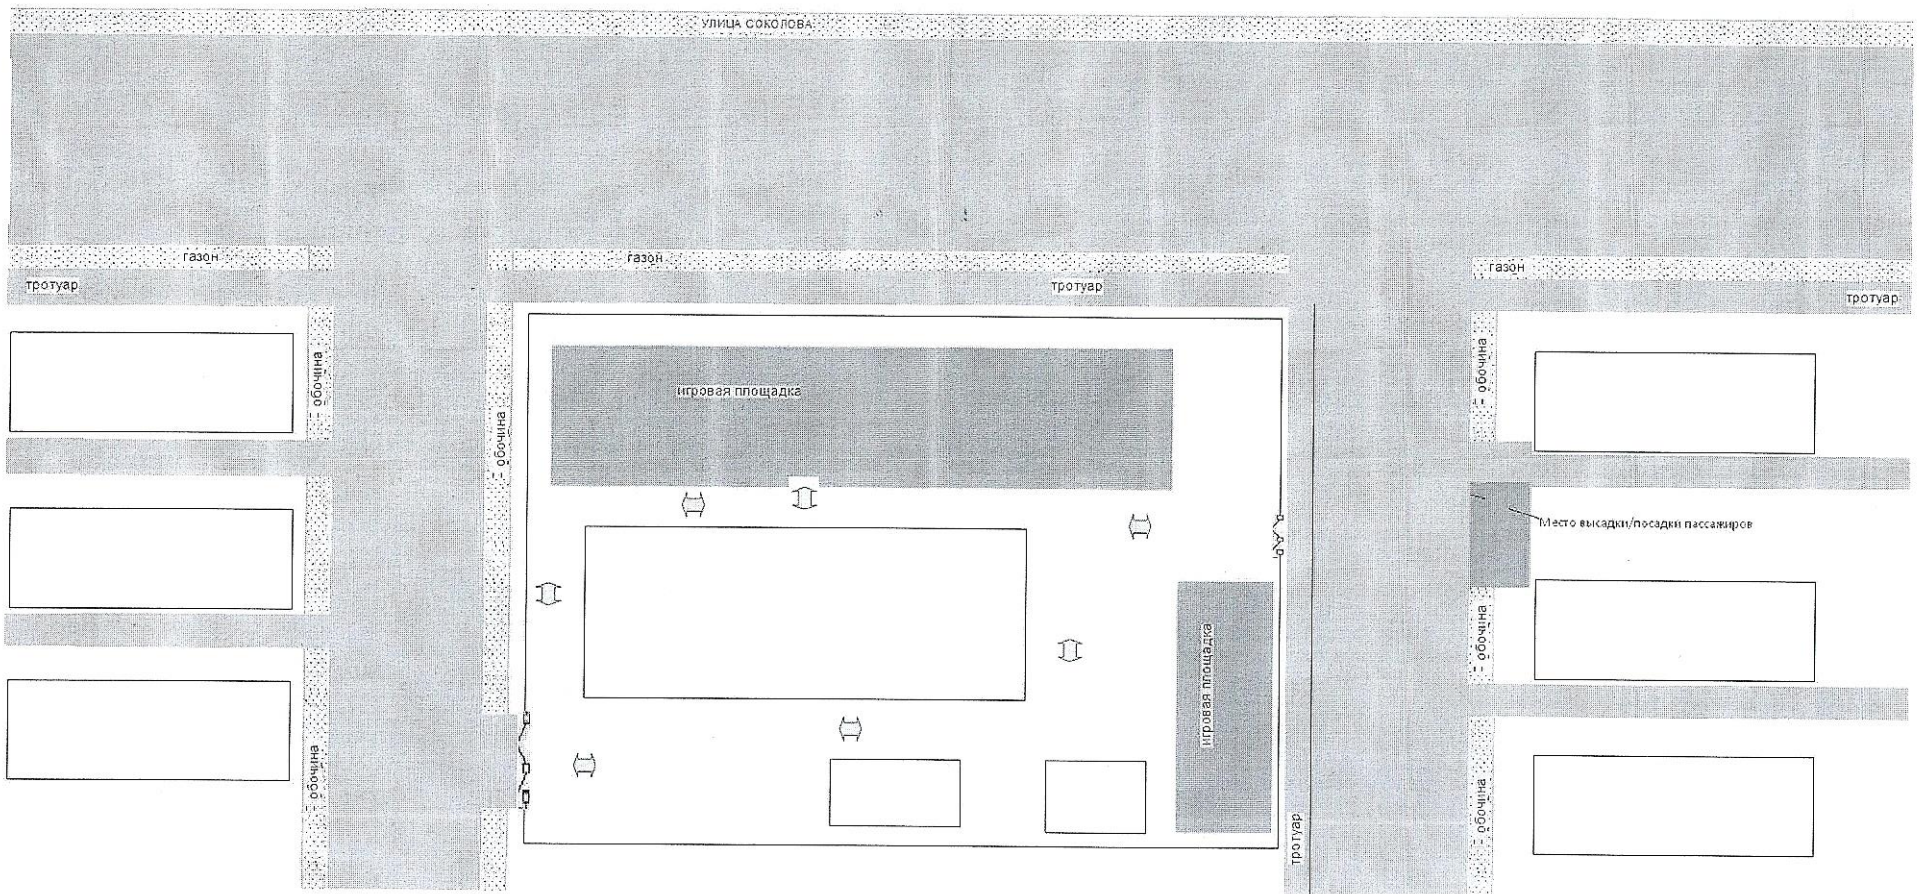 УЛИЦА СОКОЛОВА
газон
газон
газон
тротуар
тротуар
тротуар
обочина
обочина
обочина
игровая площадка
Место высадки/посадки пассажиров
обочина
игровая площадка
обочина
обочина
тротуар